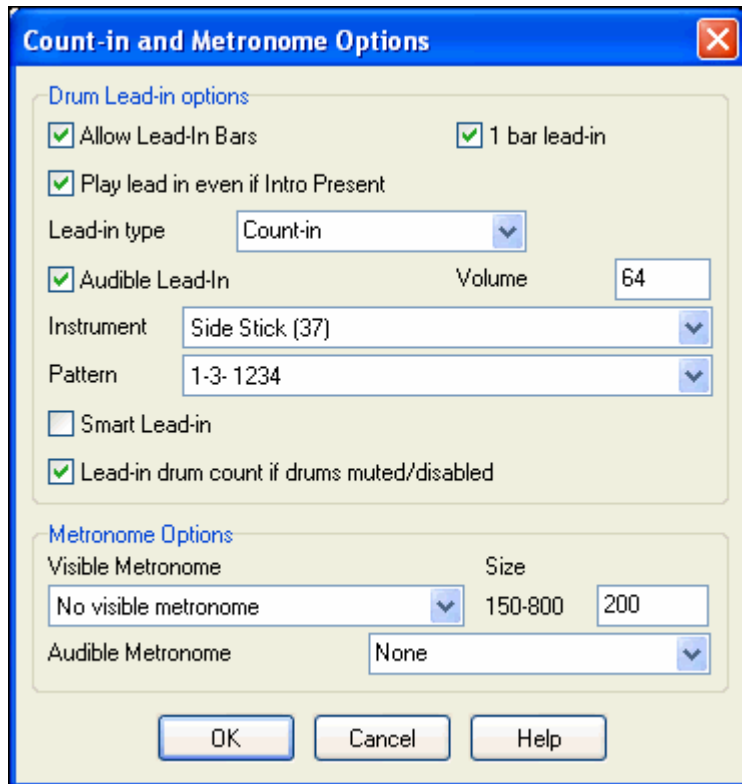 Count-in and Metronome Options
Drum Lead-in options
Allow Lead-In Bars
1 bar lead-in
Play lead in even if Intro Present
Lead-in type
Count-in
Audible Lead-In
Volume
64
Instrument
Side Stick (37)
Pattern
1-3- 1234
Smart Lead-in
Lead-in drum count if drums muted/disabled
Metronome Options
Visible Metronome
Size
No visible metronome
150-800
200
Audible Metronome
None
OK
Cancel
Help